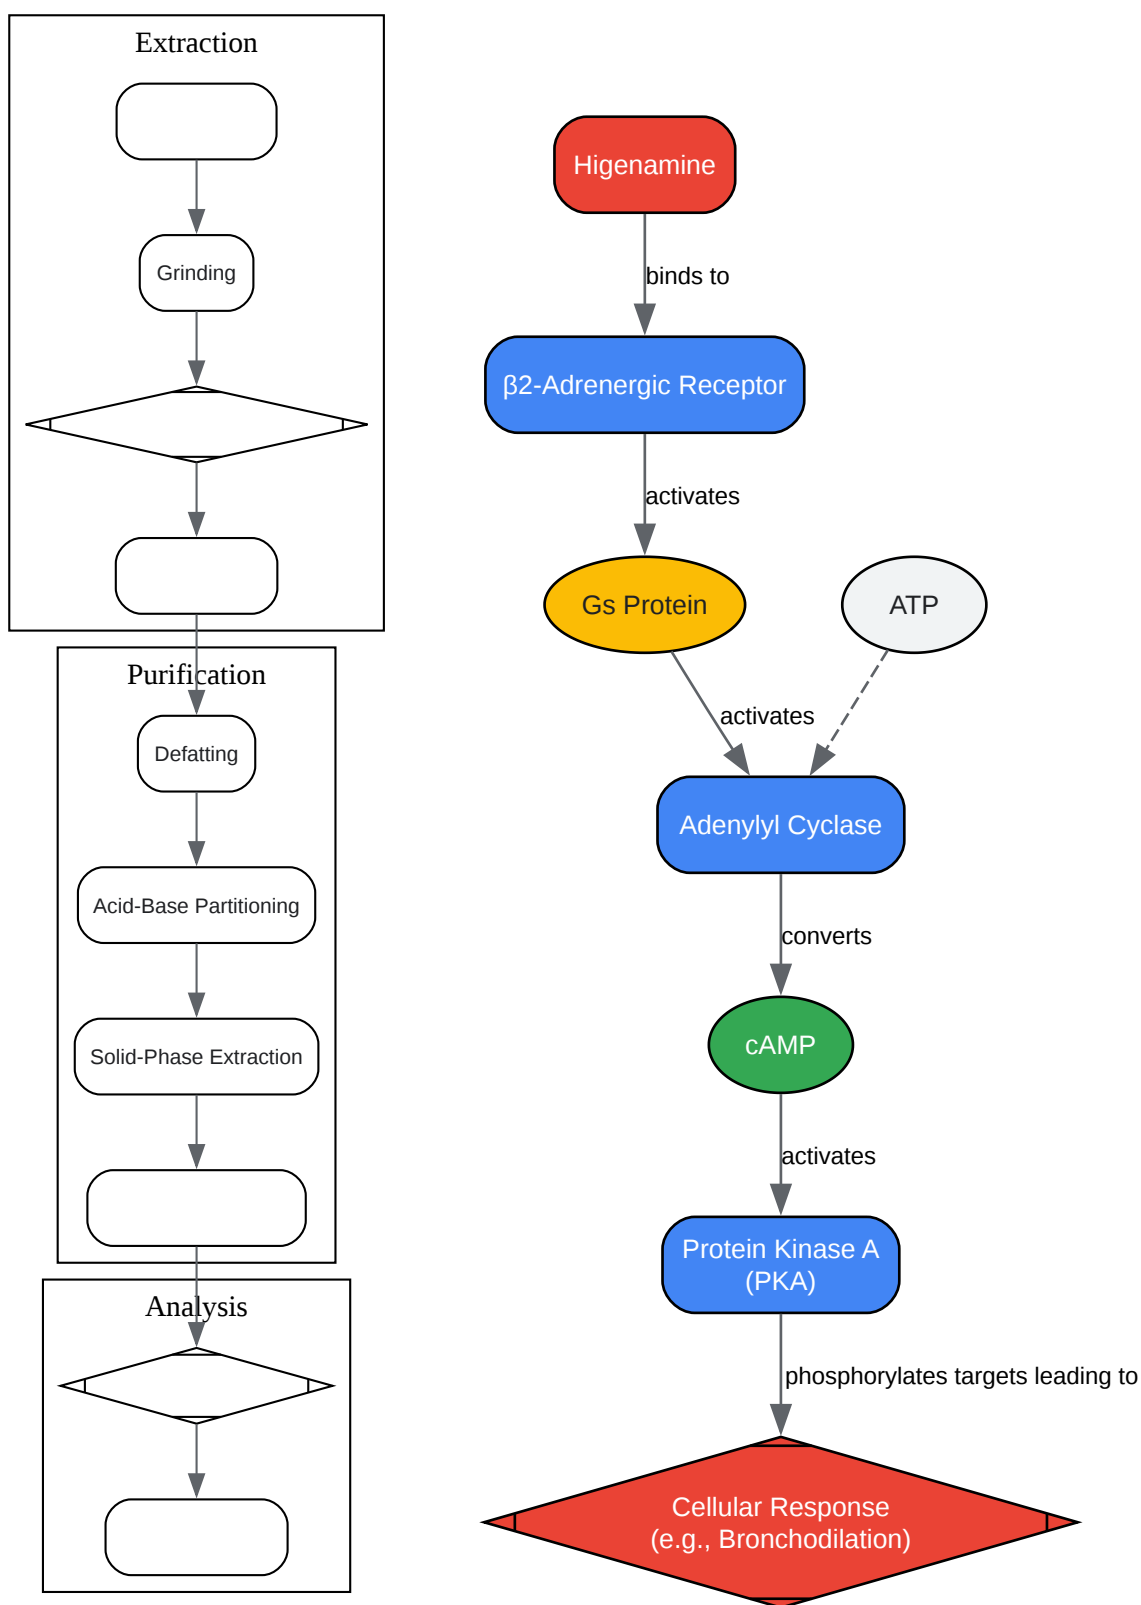 Extraction
Grinding
Purification
Defatting
Acid-Base Partitioning
Solid-Phase Extraction
Analysis
Higenamine
binds to
β2-Adrenergic Receptor
activates
Gs Protein
ATP
activates
Adenylyl Cyclase
converts
cAMP
activates
Protein Kinase A
(PKA)
phosphorylates targets leading to
Cellular Response
(e.g., Bronchodilation)